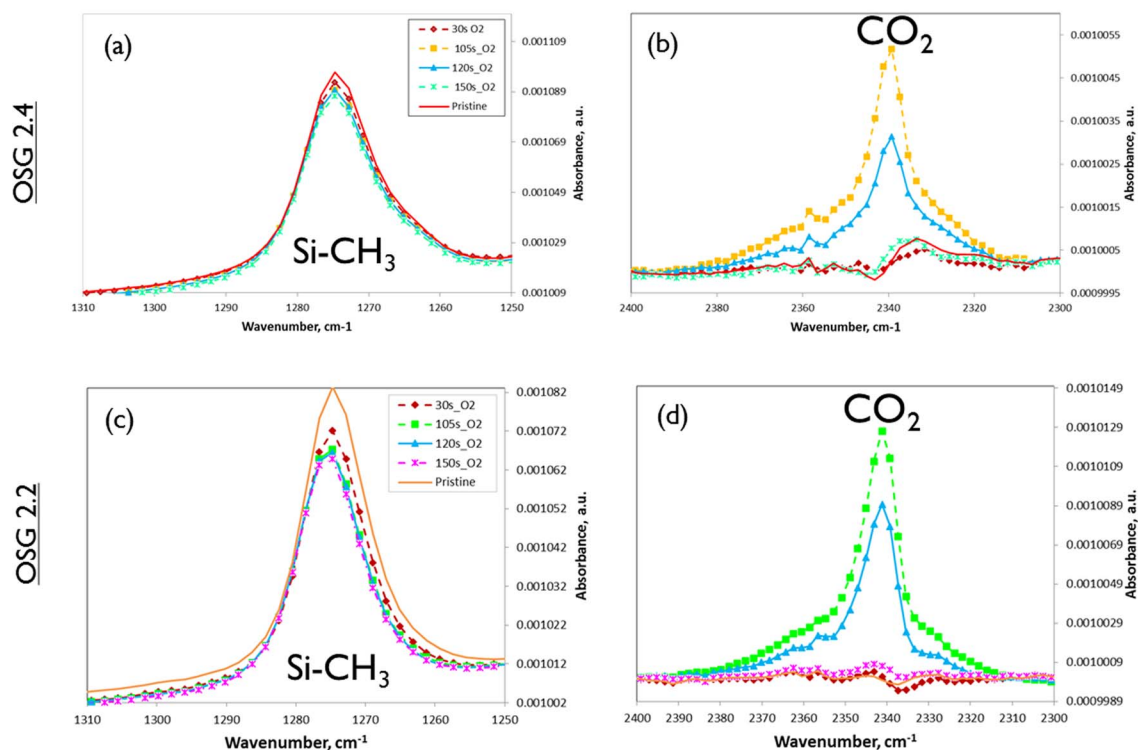 OSG 2.4
(a)
30s O2
105s_O2
120s_O2
150s_O2
Pristine
Si-CH3
0.001109
0.001089
0.001069
0.001049
0.001029
0.001009
Absorbance, a.u.
1310
1300
1290
1280
1270
1260
1250
Wavenumber, cm-1
(b)
CO2
0.0010055
0.0010045
0.0010035
0.0010025
0.0010015
0.0010005
0.0009995
Absorbance, a.u.
2400
2380
2360
2340
2320
2300
Wavenumber, cm-1
OSG 2.2
(c)
30s_O2
105s_O2
120s_O2
150s_O2
Pristine
Si-CH3
0.001082
0.001072
0.001062
0.001052
0.001042
0.001032
0.001022
0.001012
0.001002
Absorbance, a.u.
1310
1300
1290
1280
1270
1260
1250
Wavenumber, cm-1
(d)
CO2
0.0010149
0.0010129
0.0010109
0.0010089
0.0010069
0.0010049
0.0010029
0.0010009
0.0009989
Absorbance, a.u.
2400
2390
2380
2370
2360
2350
2340
2330
2320
2310
2300
Wavenumber, cm-1